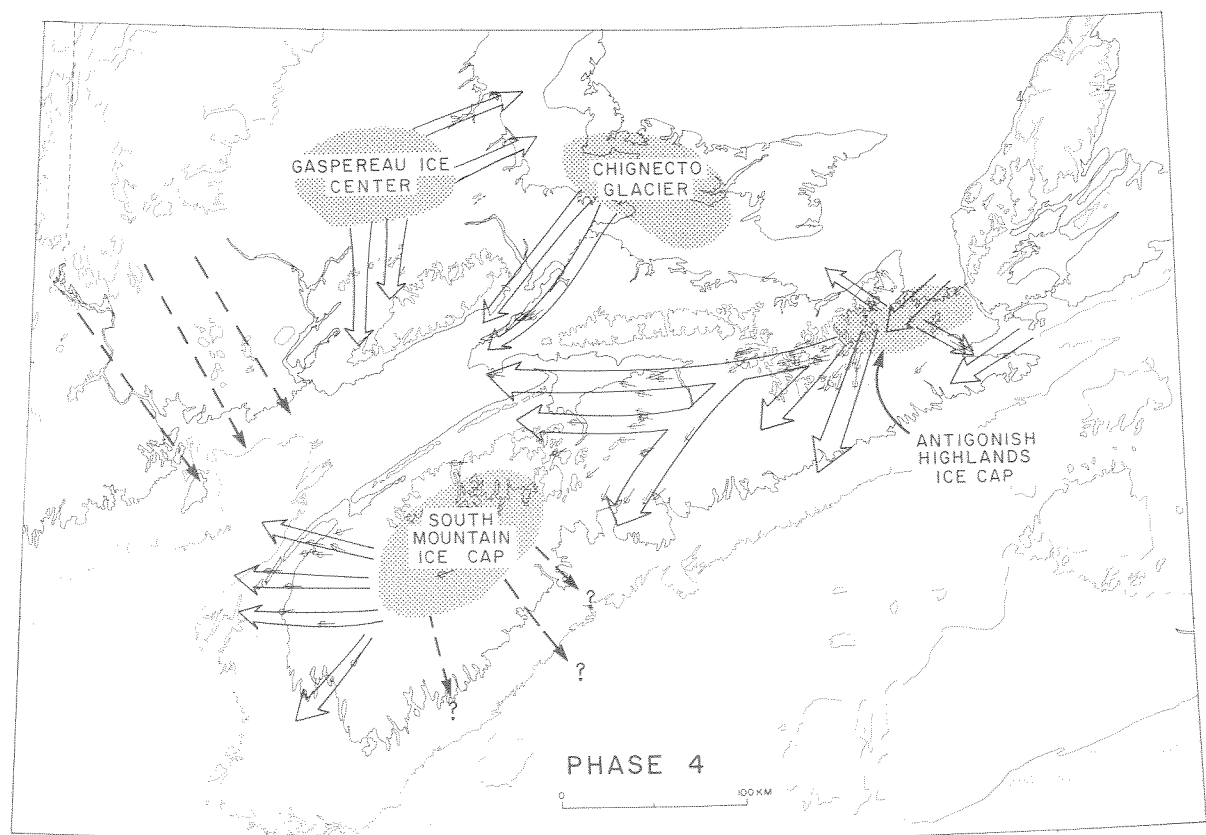 GASPEREAU ICE
CENTER
CHIGNECTO
GLACIER
ANTIGONISH
HIGHLANDS
ICE CAP
SOUTH
MOUNTAIN
ICE CAP
?
?
?
PHASE 4
0 100 KM